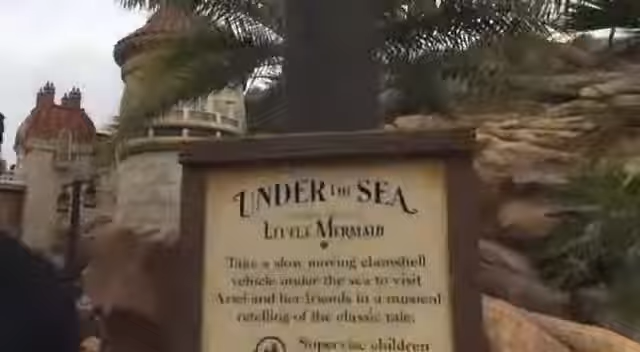 UNDER THE SEA
LITTLE MERMAID
Take a slow moving clamshell
vehicle under the sea to visit
Ariel and her friends in a musical
retelling of the classic tale.
Supervise children